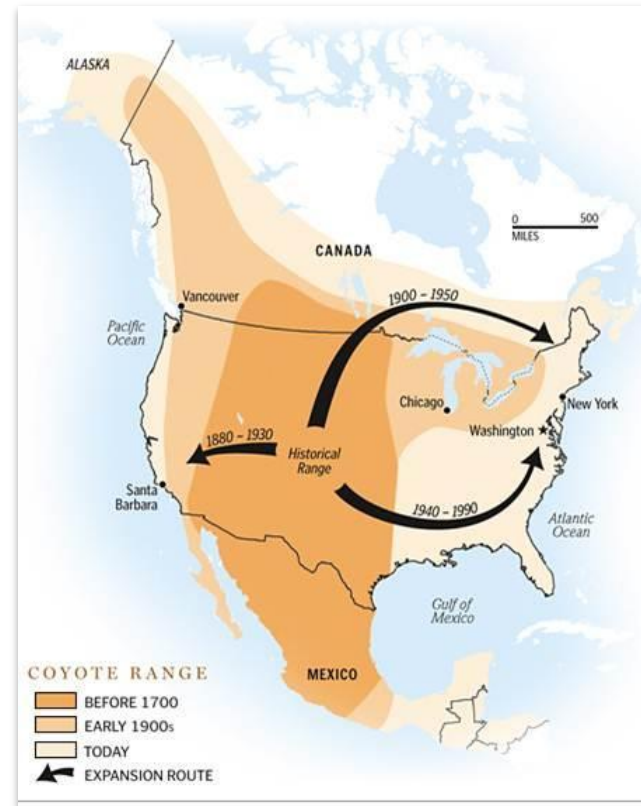 ALASKA
0 500
MILES
CANADA
1900 – 1950
Vancouver
Pacific
Ocean
Chicago
New York
Washington
1880 – 1930
Historical
Range
Santa
Barbara
1940 – 1990
Atlantic
Ocean
Gulf of
Mexico
MEXICO
COYOTE RANGE
BEFORE 1700
EARLY 1900s
TODAY
EXPANSION ROUTE